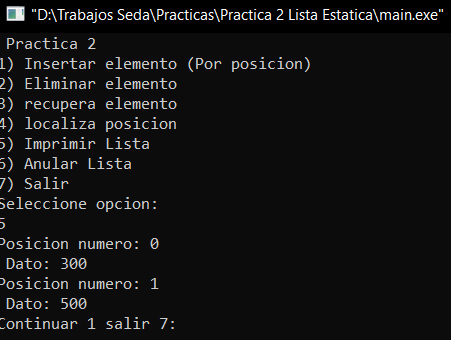 "D:\Trabajos Seda\Practicas\Practica 2 Lista Estatica\main.exe"
Practica 2
1) Insertar elemento (Por posicion)
2) Eliminar elemento
3) recupera elemento
4) localiza posicion
5) Imprimir Lista
6) Anular Lista
7) Salir
Seleccione opcion:
5
Posicion numero: 0
Dato: 300
Posicion numero: 1
Dato: 500
Continuar 1 salir 7: